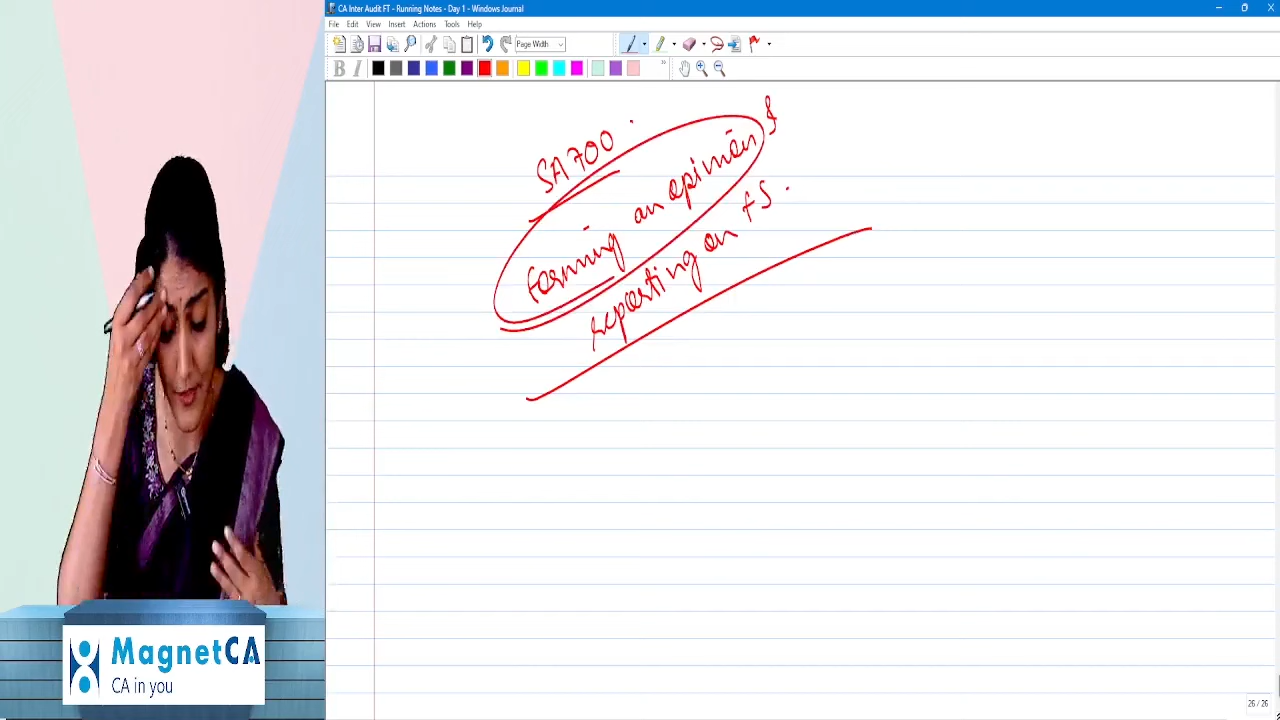 CA Inter Audit FT - Running Notes - Day 1 - Windows Journal
File Edit View Insert Actions Tools Help
Page Width
B I
SA 700
forming an opinion &
reporting on FS.
MagnetCA
CA in you
26 / 26